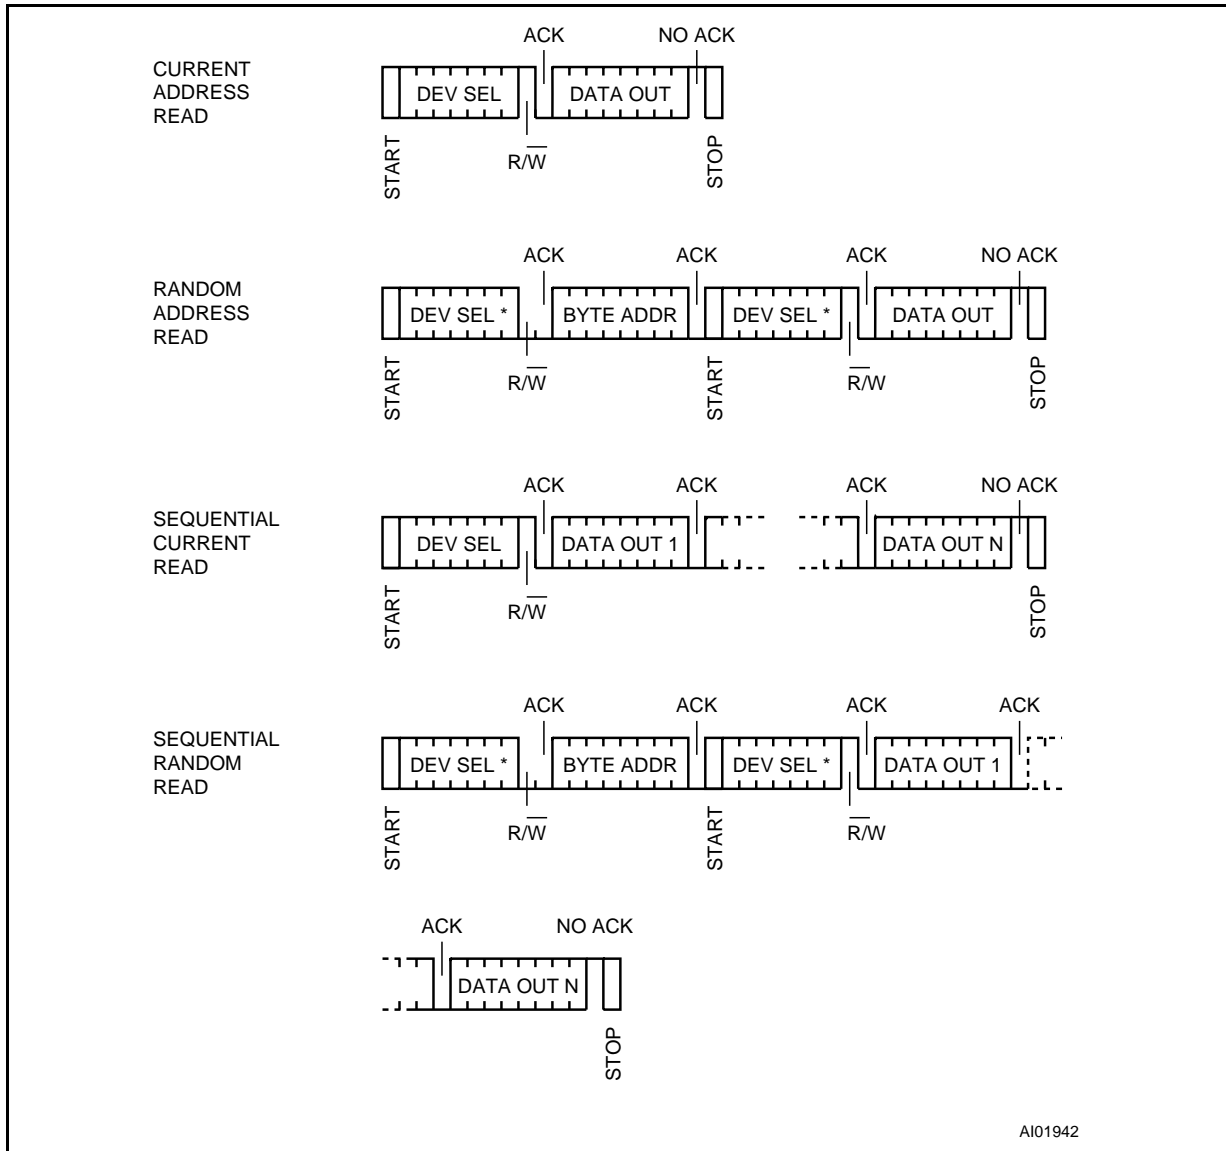 ACK NO ACK
CURRENT
ADDRESS
READ
DEV SEL DATA OUT
START R/W̅ STOP
ACK ACK ACK NO ACK
RANDOM
ADDRESS
READ
DEV SEL * BYTE ADDR DEV SEL * DATA OUT
START R/W̅ START R̅/W STOP
ACK ACK ACK NO ACK
SEQUENTIAL
CURRENT
READ
DEV SEL DATA OUT 1 DATA OUT N
START R/W̅ STOP
ACK ACK ACK ACK
SEQUENTIAL
RANDOM
READ
DEV SEL * BYTE ADDR DEV SEL * DATA OUT 1
START R/W̅ START R̅/W
ACK NO ACK
DATA OUT N
STOP
AI01942